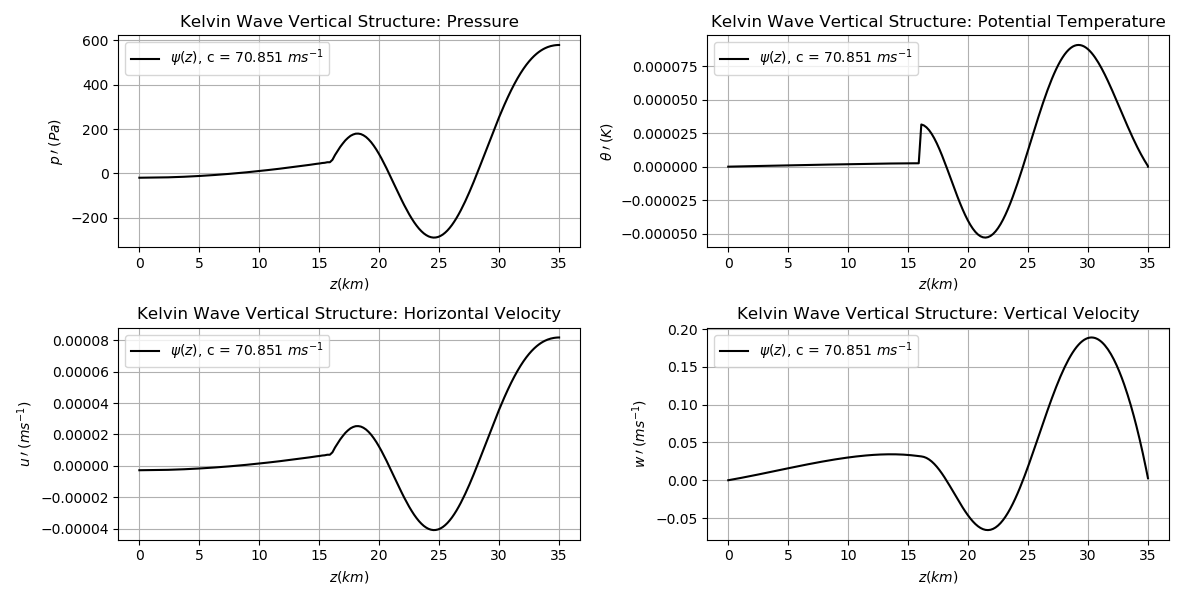 Kelvin Wave Vertical Structure: Pressure
600
400
200
0
−200
p ′ (Pa)
ψ(z), c = 70.851 ms⁻¹
0 5 10 15 20 25 30 35
z(km)
Kelvin Wave Vertical Structure: Potential Temperature
0.000075
0.000050
0.000025
0.000000
−0.000025
−0.000050
θ ′ (K)
ψ(z), c = 70.851 ms⁻¹
0 5 10 15 20 25 30 35
z(km)
Kelvin Wave Vertical Structure: Horizontal Velocity
0.00008
0.00006
0.00004
0.00002
0.00000
−0.00002
−0.00004
u ′ (ms⁻¹)
ψ(z), c = 70.851 ms⁻¹
0 5 10 15 20 25 30 35
z(km)
Kelvin Wave Vertical Structure: Vertical Velocity
0.20
0.15
0.10
0.05
0.00
−0.05
w ′ (ms⁻¹)
ψ(z), c = 70.851 ms⁻¹
0 5 10 15 20 25 30 35
z(km)